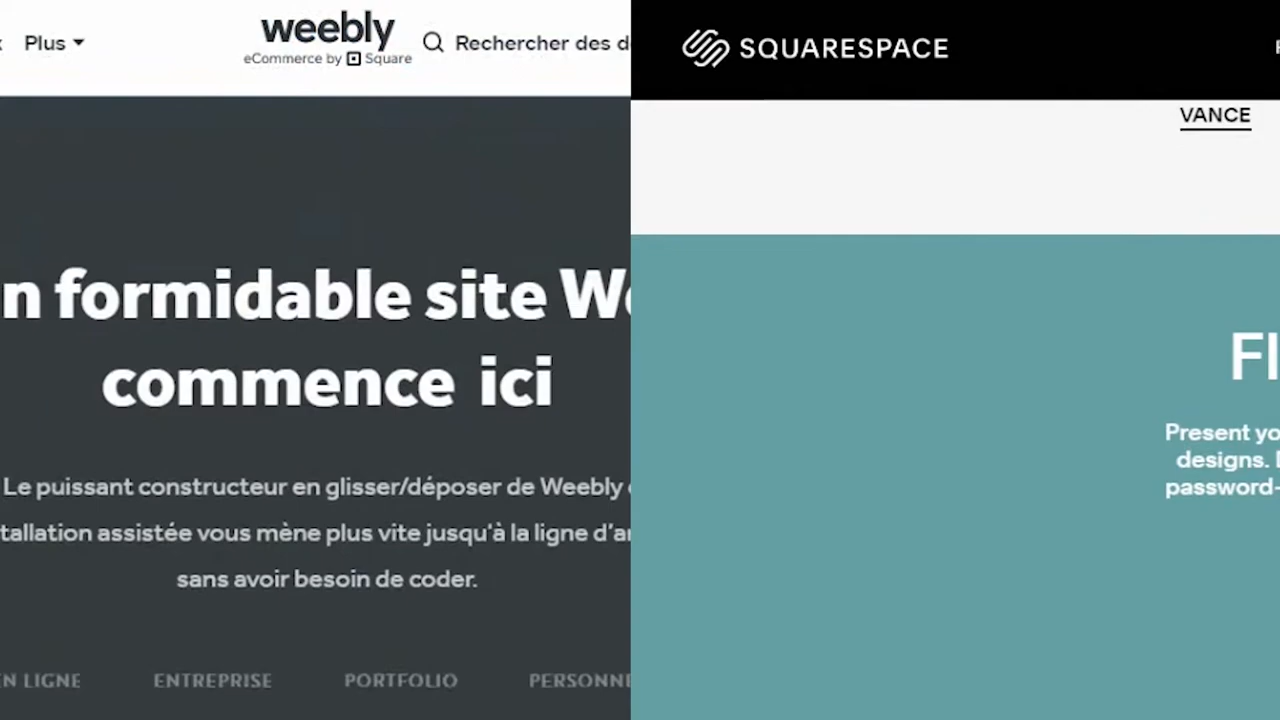 Plus
weebly
eCommerce by Square
Rechercher des
n formidable site
commence ici
Le puissant constructeur en glisser/déposer de Weebly
tallation assistée vous mène plus vite jusqu'à la ligne d'a
sans avoir besoin de coder.
EN LIGNE
ENTREPRISE
PORTFOLIO
PERSONNE
SQUARESPACE
VANCE
Fl
Present yo
designs.
password-